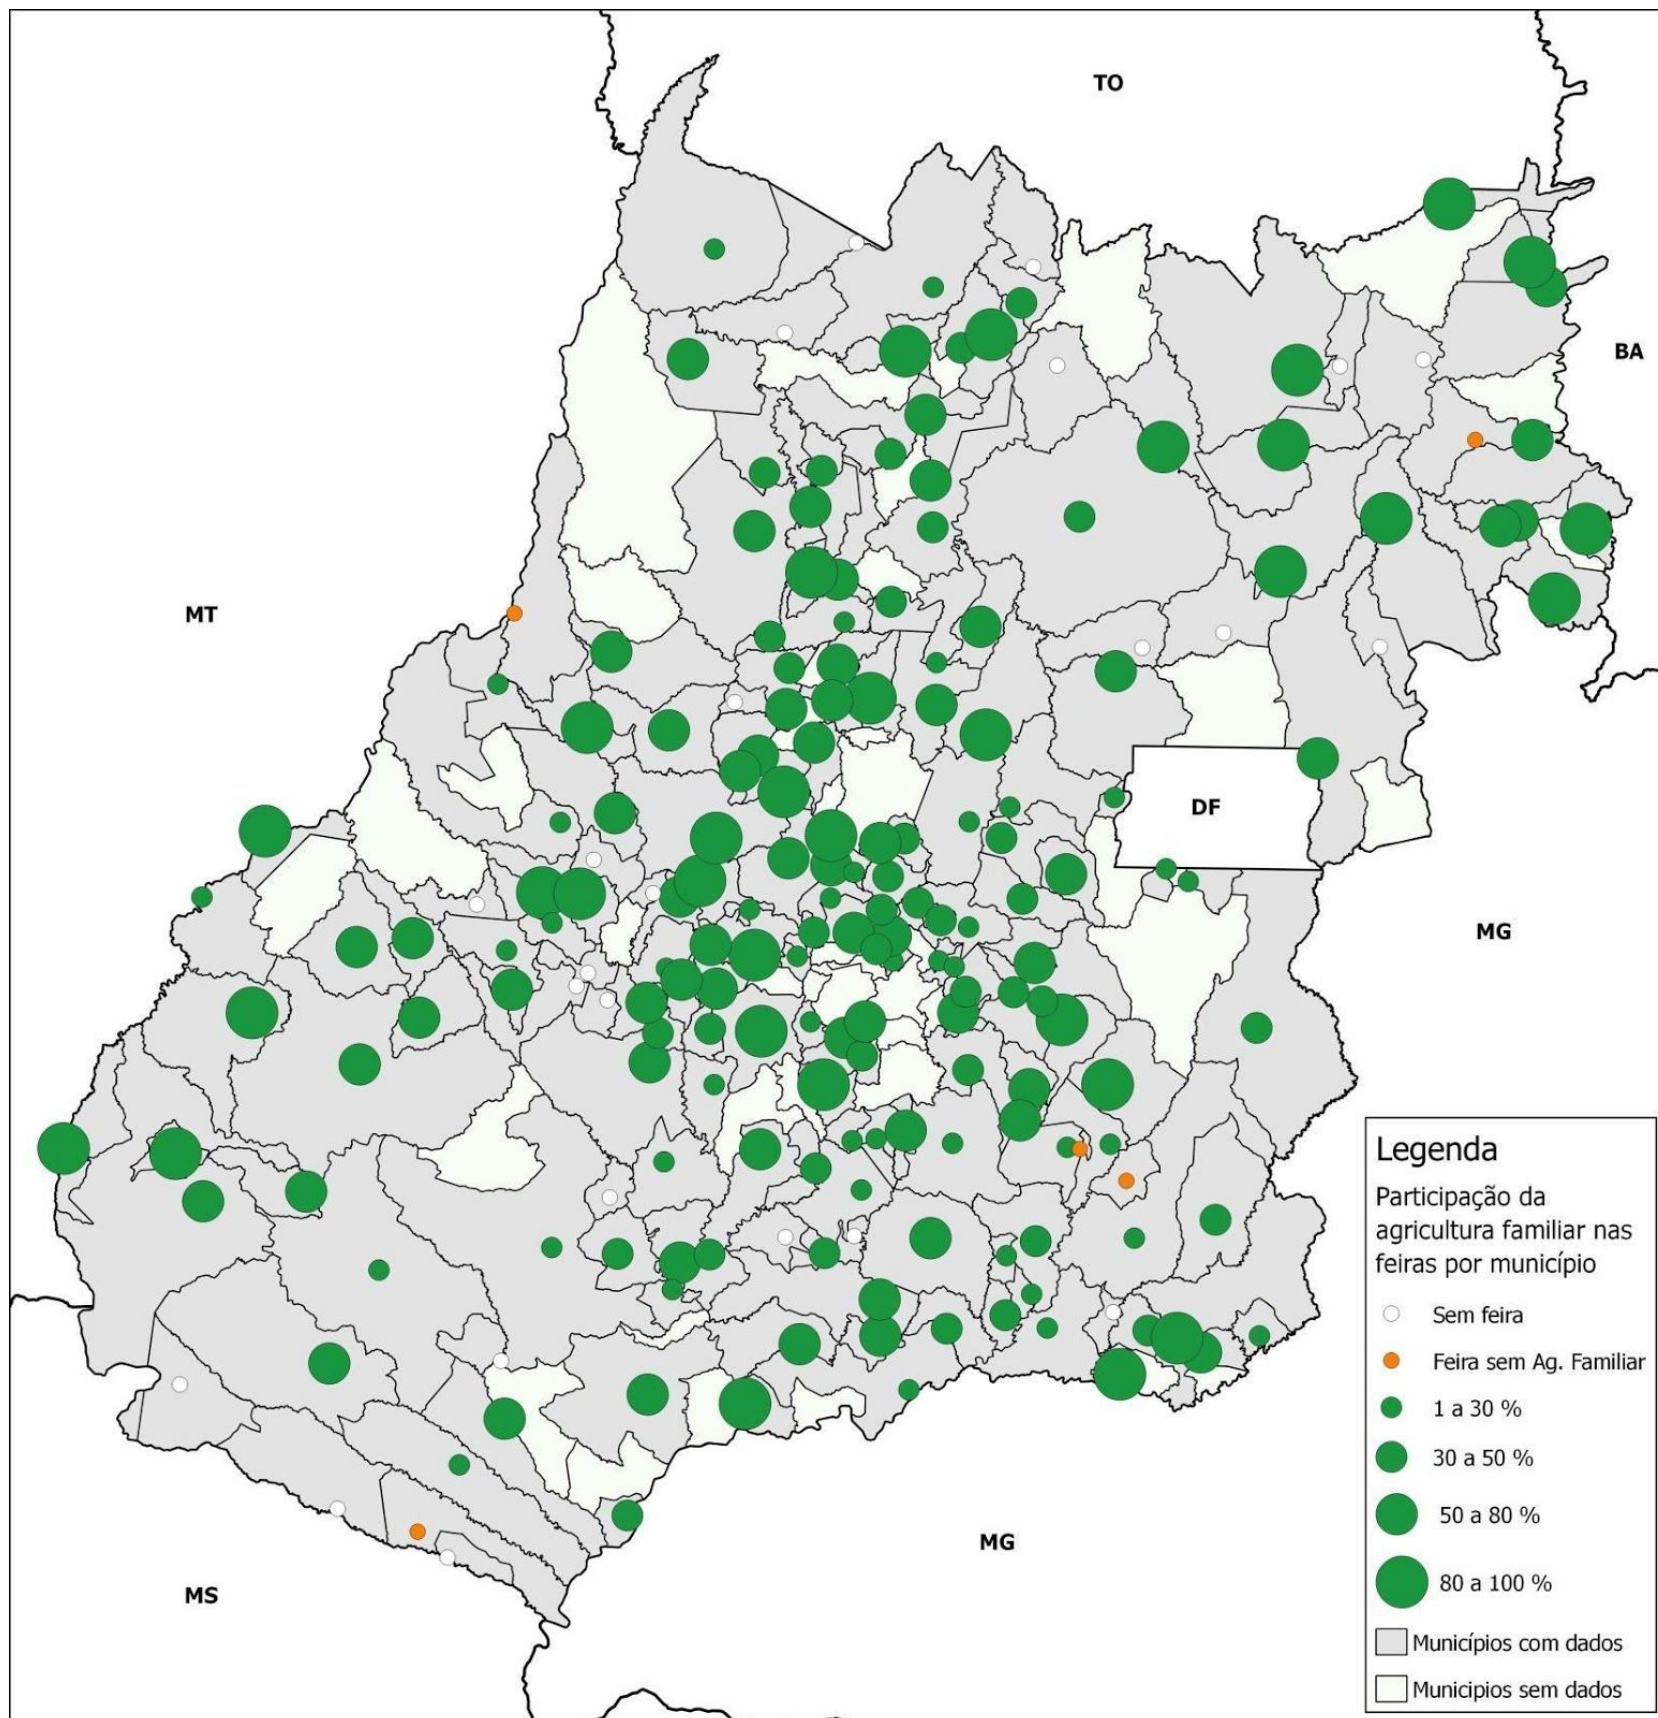 TO
BA
MT
DF
MG
MG
MS
Legenda
Participação da
agricultura familiar nas
feiras por município
Sem feira
Feira sem Ag. Familiar
1 a 30 %
30 a 50 %
50 a 80 %
80 a 100 %
Municípios com dados
Municipios sem dados